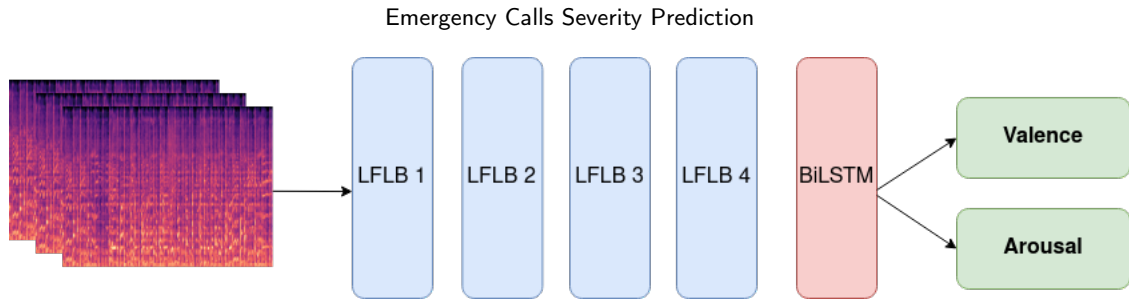 Emergency Calls Severity Prediction
LFLB 1
LFLB 2
LFLB 3
LFLB 4
BiLSTM
Valence
Arousal